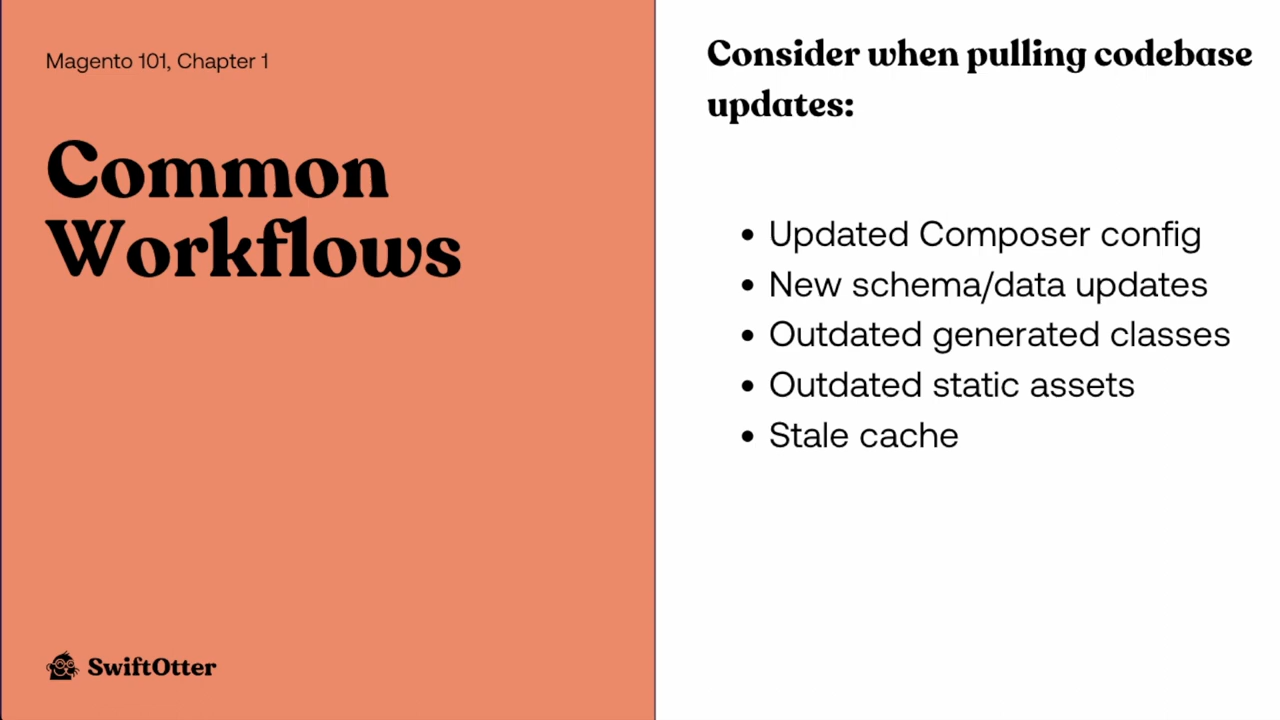 Magento 101, Chapter 1
Common
Workflows
SwiftOtter
Consider when pulling codebase
updates:
• Updated Composer config
• New schema/data updates
• Outdated generated classes
• Outdated static assets
• Stale cache